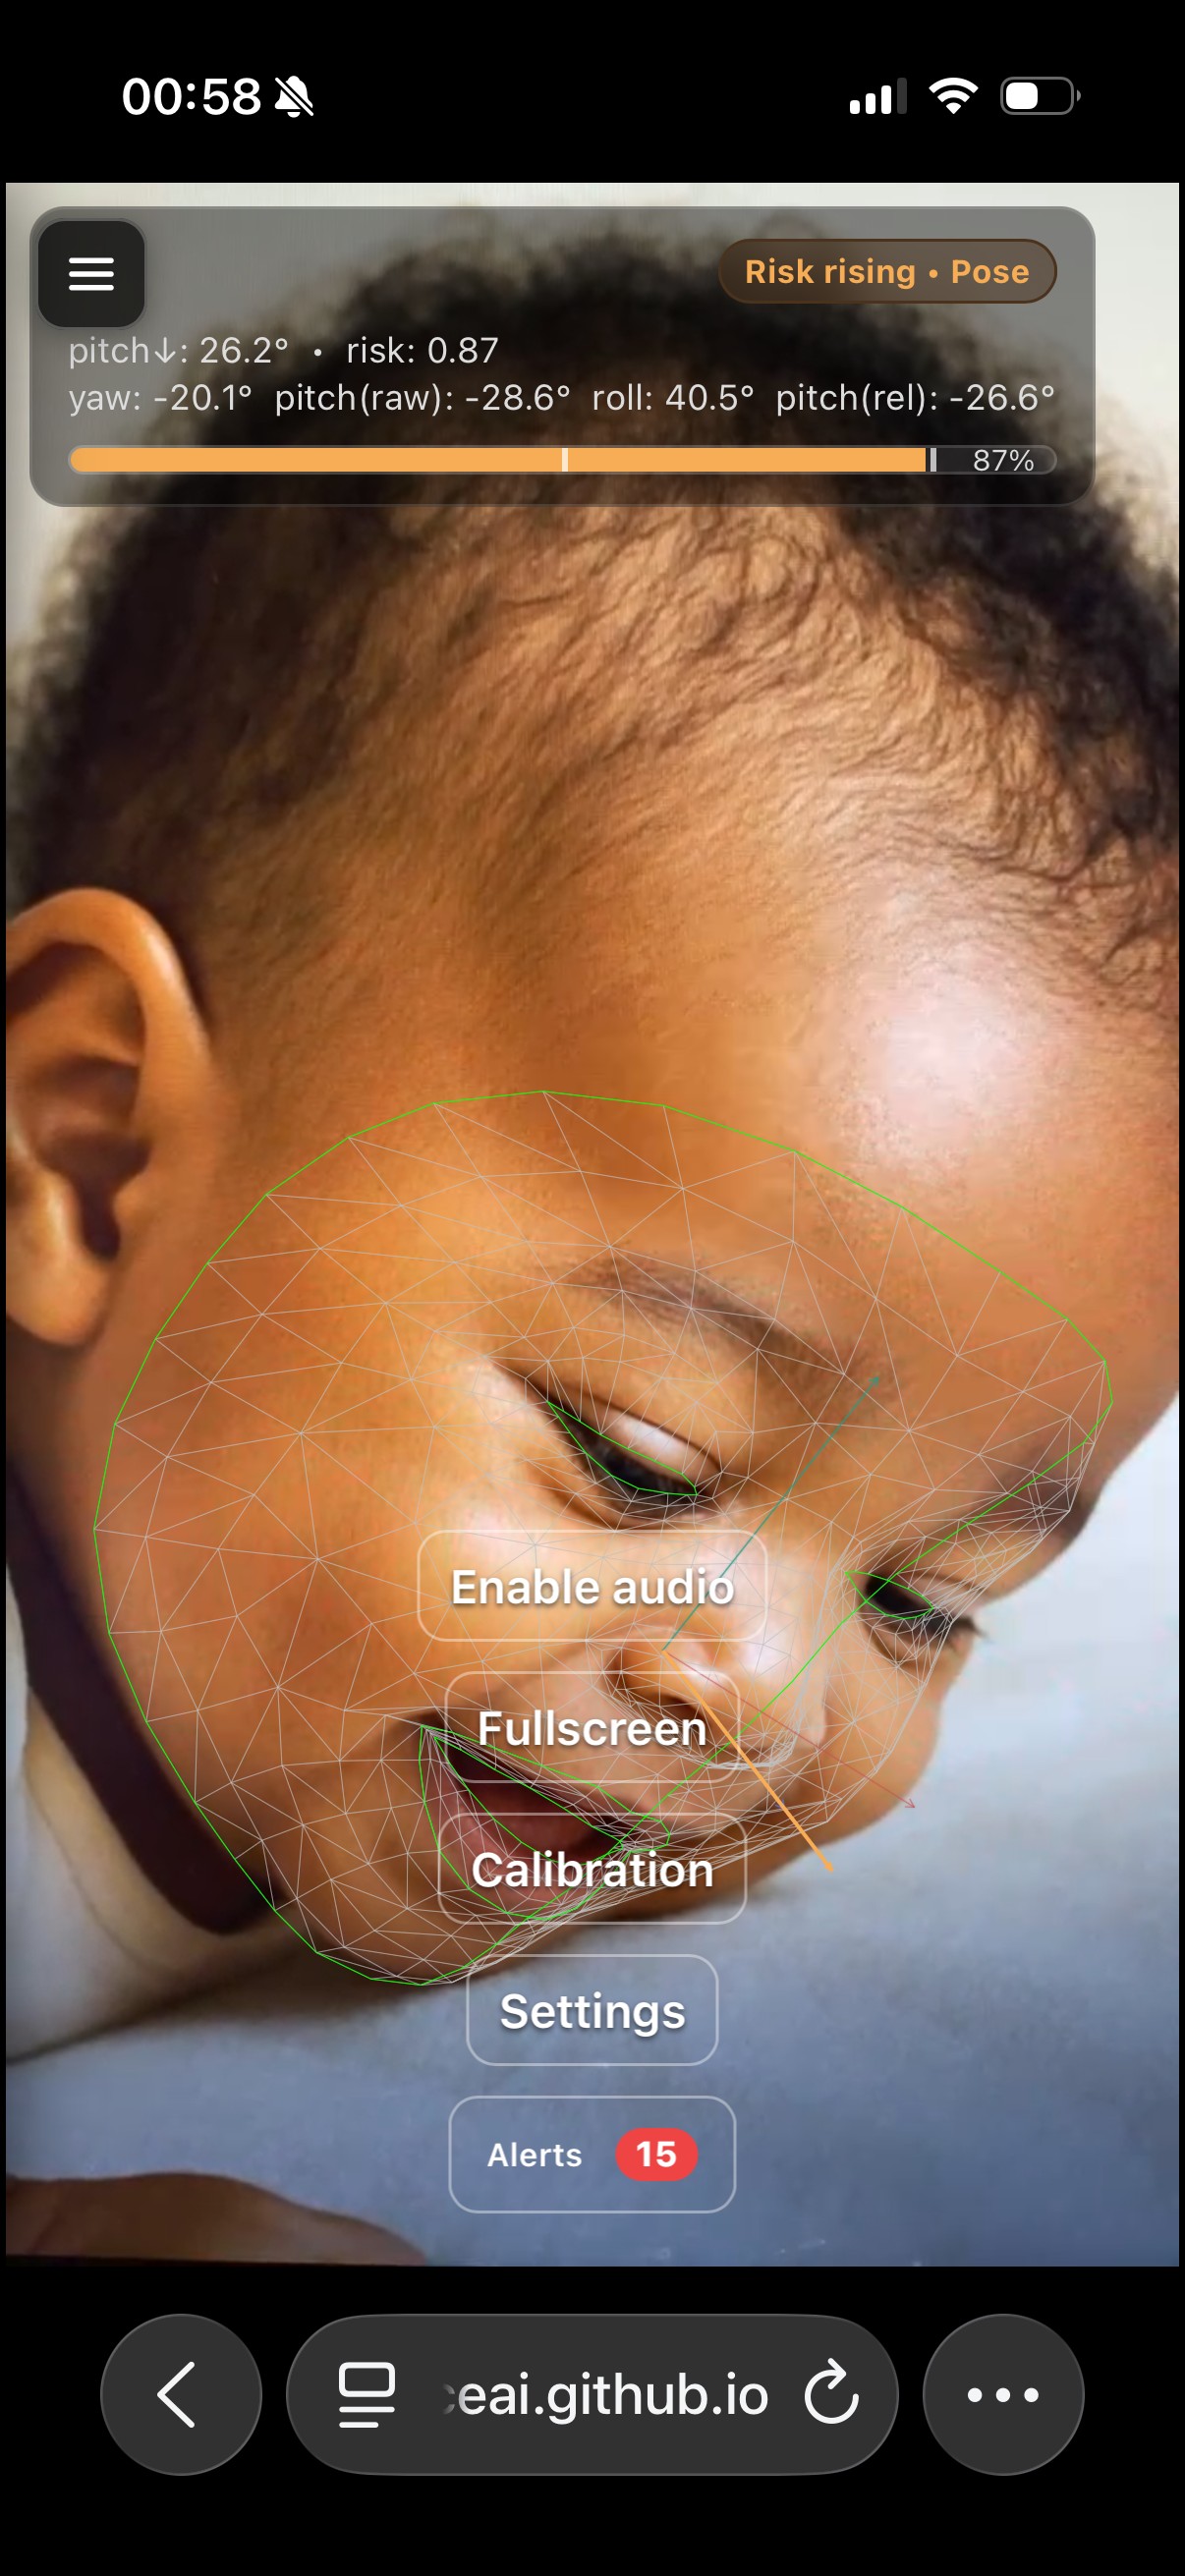 00:58
Risk rising • Pose
pitch↓: 26.2° • risk: 0.87
yaw: -20.1° pitch(raw): -28.6° roll: 40.5° pitch(rel): -26.6°
87%
Enable audio
Fullscreen
Calibration
Settings
Alerts 15
eai.github.io